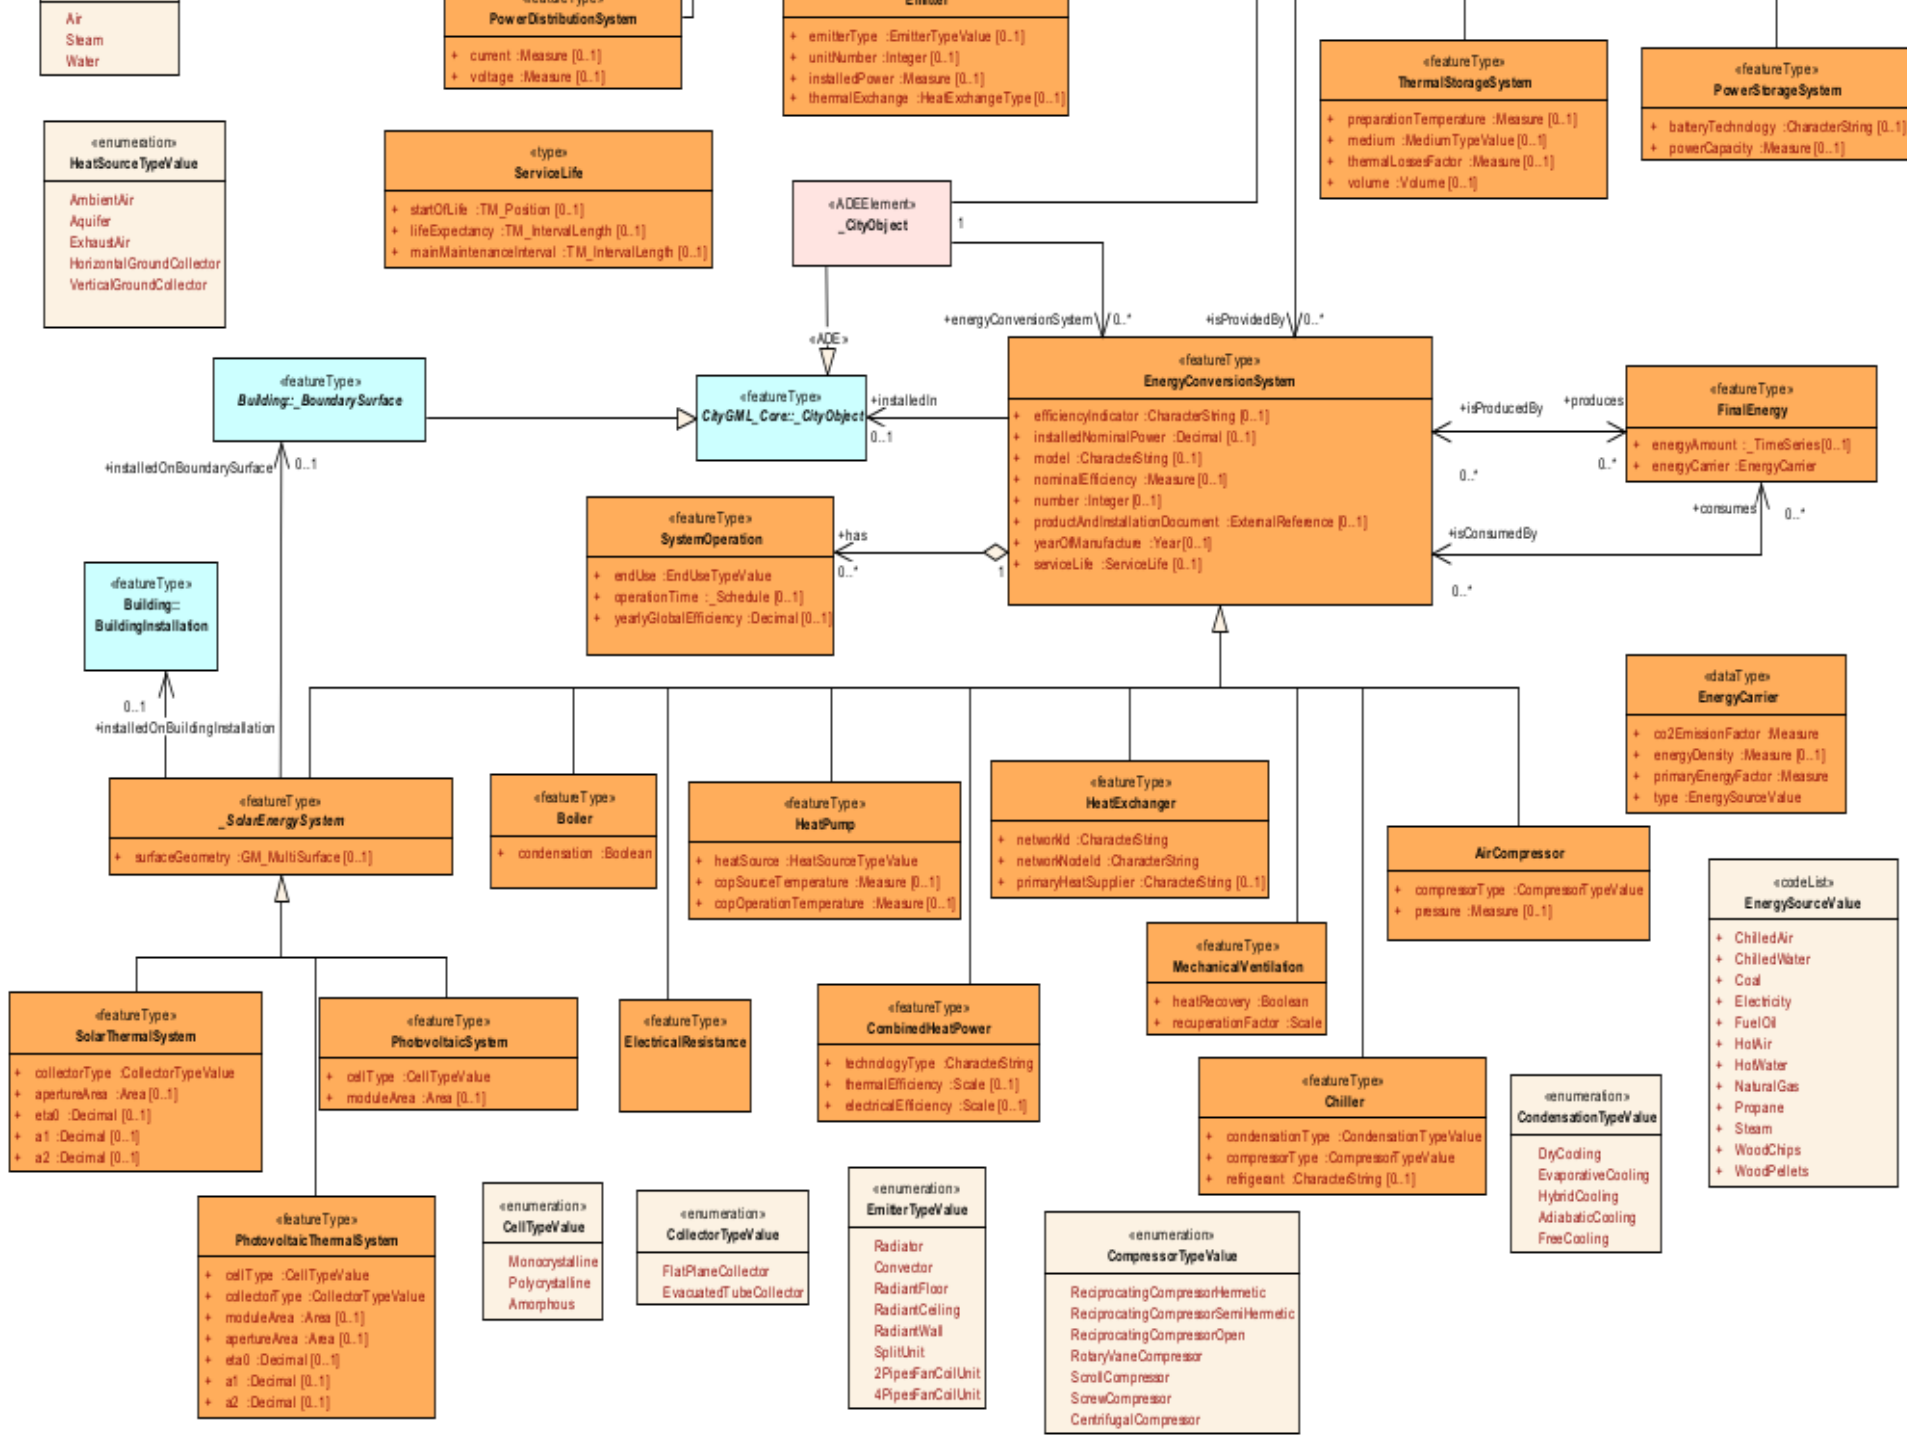 Air
Steam
Water
PowerDistributionSystem
+ current :Measure [0..1]
+ voltage :Measure [0..1]
Emitter
+ emitterType :EmitterTypeValue [0..1]
+ unitNumber :Integer [0..1]
+ installedPower :Measure [0..1]
+ thermalExchange :HeatExchangeType [0..1]
«featureType»
ThermalStorageSystem
+ preparationTemperature :Measure [0..1]
+ medium :MediumTypeValue [0..1]
+ thermalLossesFactor :Measure [0..1]
+ volume :Volume [0..1]
«featureType»
PowerStorageSystem
+ batteryTechnology :CharacterString [0..1]
+ powerCapacity :Measure [0..1]
«enumeration»
HeatSourceTypeValue
AmbientAir
Aquifer
ExhaustAir
HorizontalGroundCollector
VerticalGroundCollector
«type»
ServiceLife
+ startOfLife :TM_Position [0..1]
+ lifeExpectancy :TM_IntervalLength [0..1]
+ mainMaintenanceInterval :TM_IntervalLength [0..1]
«ADEElement»
_CityObject
1
+energyConversionSystem
0..*
+isProvidedBy
0..*
«ADE»
«featureType»
Building::_BoundarySurface
«featureType»
CityGML_Core::_CityObject
+installedIn
0..1
«featureType»
EnergyConversionSystem
+ efficiencyIndicator :CharacterString [0..1]
+ installedNominalPower :Decimal [0..1]
+ model :CharacterString [0..1]
+ nominalEfficiency :Measure [0..1]
+ number :Integer [0..1]
+ productAndInstallationDocument :ExternalReference [0..1]
+ yearOfManufacture :Year [0..1]
+ serviceLife :ServiceLife [0..1]
+isProducedBy
0..*
+produces
0..*
«featureType»
FinalEnergy
+ energyAmount :_TimeSeries [0..1]
+ energyCarrier :EnergyCarrier
+consumes
0..*
+isConsumedBy
0..*
+installedOnBoundarySurface
0..1
«featureType»
SystemOperation
+ endUse :EndUseTypeValue
+ operationTime :_Schedule [0..1]
+ yearlyGlobalEfficiency :Decimal [0..1]
+has
0..*
1
«featureType»
Building::
BuildingInstallation
0..1
+installedOnBuildingInstallation
«dataType»
EnergyCarrier
+ co2EmissionFactor :Measure
+ energyDensity :Measure [0..1]
+ primaryEnergyFactor :Measure
+ type :EnergySourceValue
«featureType»
_SolarEnergySystem
+ surfaceGeometry :GM_MultiSurface [0..1]
«featureType»
Boiler
+ condensation :Boolean
«featureType»
HeatPump
+ heatSource :HeatSourceTypeValue
+ copSourceTemperature :Measure [0..1]
+ copOperationTemperature :Measure [0..1]
«featureType»
HeatExchanger
+ networkId :CharacterString
+ networkNodeId :CharacterString
+ primaryHeatSupplier :CharacterString [0..1]
AirCompressor
+ compressorType :CompressorTypeValue
+ pressure :Measure [0..1]
«codeList»
EnergySourceValue
+ ChilledAir
+ ChilledWater
+ Coal
+ Electricity
+ FuelOil
+ HotAir
+ HotWater
+ NaturalGas
+ Propane
+ Steam
+ WoodChips
+ WoodPellets
«featureType»
MechanicalVentilation
+ heatRecovery :Boolean
+ recuperationFactor :Scale
«featureType»
SolarThermalSystem
+ collectorType :CollectorTypeValue
+ apertureArea :Area [0..1]
+ eta0 :Decimal [0..1]
+ a1 :Decimal [0..1]
+ a2 :Decimal [0..1]
«featureType»
PhotovoltaicSystem
+ cellType :CellTypeValue
+ moduleArea :Area [0..1]
«featureType»
ElectricalResistance
«featureType»
CombinedHeatPower
+ technologyType :CharacterString
+ thermalEfficiency :Scale [0..1]
+ electricalEfficiency :Scale [0..1]
«featureType»
Chiller
+ condensationType :CondensationTypeValue
+ compressorType :CompressorTypeValue
+ refrigerant :CharacterString [0..1]
«enumeration»
CondensationTypeValue
DryCooling
EvaporativeCooling
HybridCooling
AdiabaticCooling
FreeCooling
«featureType»
PhotovoltaicThermalSystem
+ cellType :CellTypeValue
+ collectorType :CollectorTypeValue
+ moduleArea :Area [0..1]
+ apertureArea :Area [0..1]
+ eta0 :Decimal [0..1]
+ a1 :Decimal [0..1]
+ a2 :Decimal [0..1]
«enumeration»
CellTypeValue
Monocrystalline
Polycrystalline
Amorphous
«enumeration»
CollectorTypeValue
FlatPlaneCollector
EvacuatedTubeCollector
«enumeration»
EmitterTypeValue
Radiator
Convector
RadiantFloor
RadiantCeiling
RadiantWall
SplitUnit
2PipesFanCoilUnit
4PipesFanCoilUnit
«enumeration»
CompressorTypeValue
ReciprocatingCompressorHermetic
ReciprocatingCompressorSemiHermetic
ReciprocatingCompressorOpen
RotaryVaneCompressor
ScrollCompressor
ScrewCompressor
CentrifugalCompressor